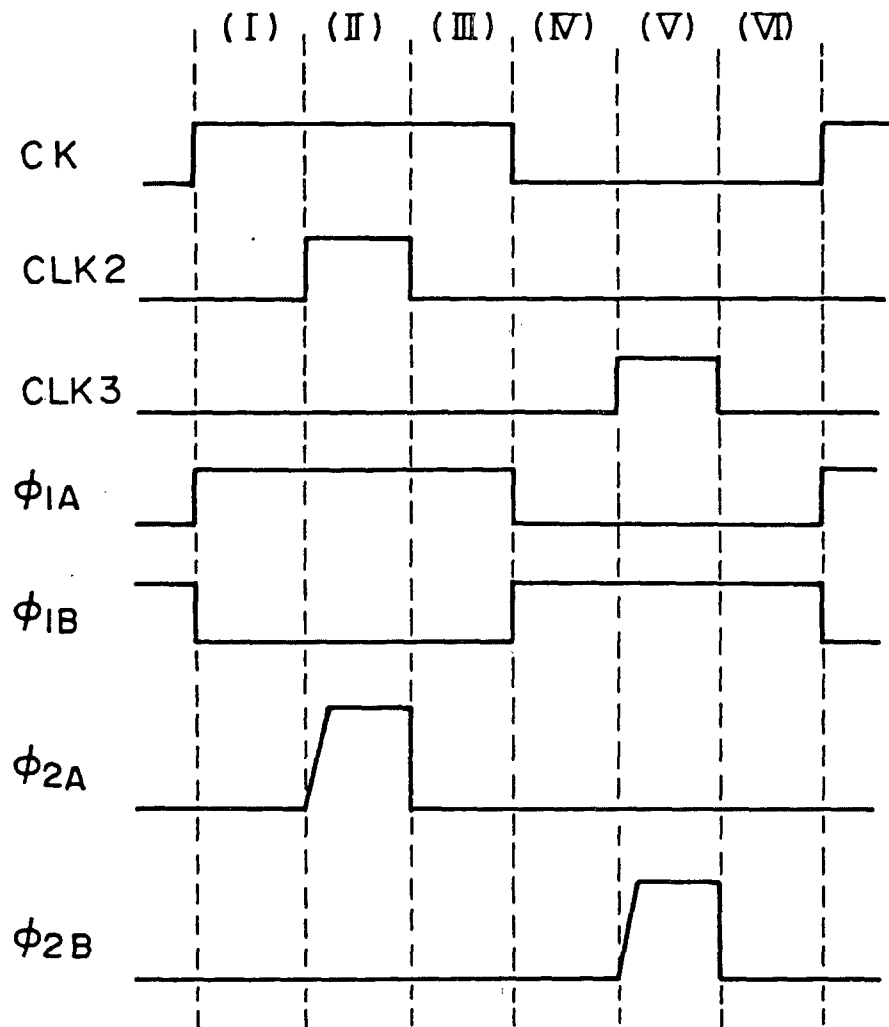 (I) (II) (III) (IV) (V) (VI)
CK
CLK2
CLK3
ϕ1A
ϕ1B
ϕ2A
ϕ2B